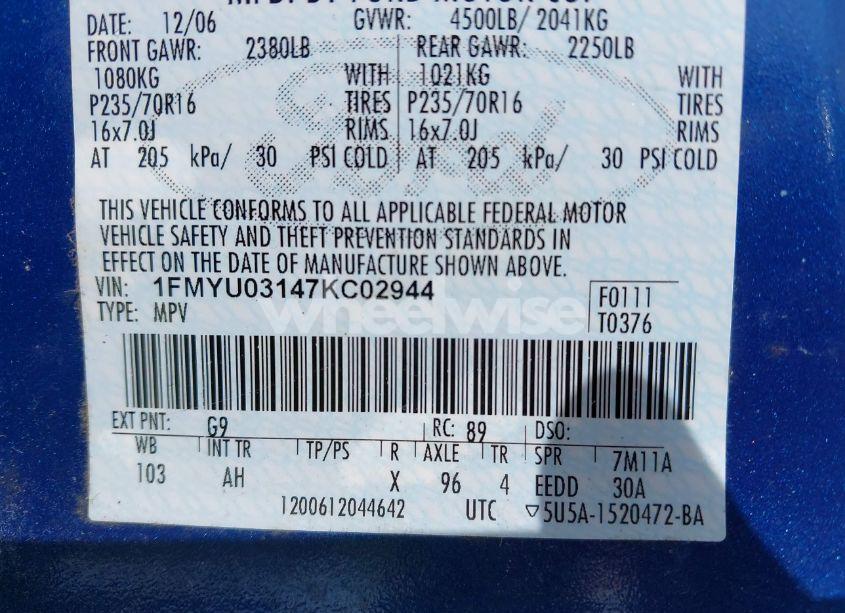 MFD. BY FORD MOTOR CO.
DATE: 12/06 GVWR: 4500LB/ 2041KG
FRONT GAWR: 2380LB REAR GAWR: 2250LB
1080KG WITH 1021KG WITH
P235/70R16 TIRES P235/70R16 TIRES
16x7.0J RIMS 16x7.0J RIMS
AT 205 kPa/ 30 PSI COLD AT 205 kPa/ 30 PSI COLD
THIS VEHICLE CONFORMS TO ALL APPLICABLE FEDERAL MOTOR
VEHICLE SAFETY AND THEFT PREVENTION STANDARDS IN
EFFECT ON THE DATE OF MANUFACTURE SHOWN ABOVE.
VIN: 1FMYU03147KC02944 F0111
TYPE: MPV T0376
wheelwise
EXT PNT: G9 RC: 89 DSO:
WB INT TR TP/PS R AXLE TR SPR 7M11A
103 AH X 96 4 EEDD 30A
1200612044642 UTC ▽5U5A-1520472-BA